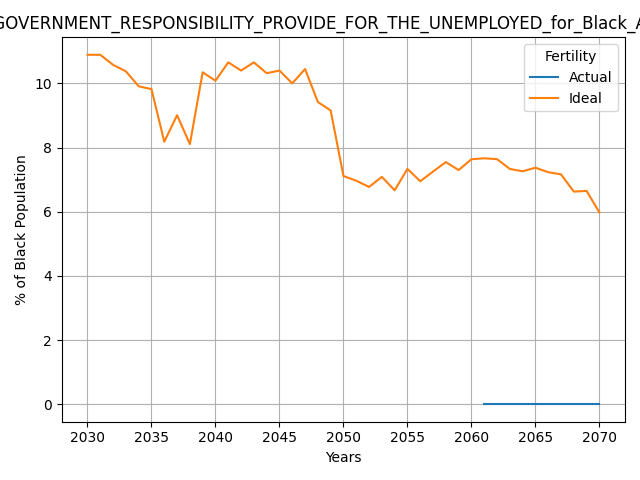 GOVERNMENT_RESPONSIBILITY_PROVIDE_FOR_THE_UNEMPLOYED_for_Black_A
Fertility
Actual
Ideal
% of Black Population
10
8
6
4
2
0
2030 2035 2040 2045 2050 2055 2060 2065 2070
Years